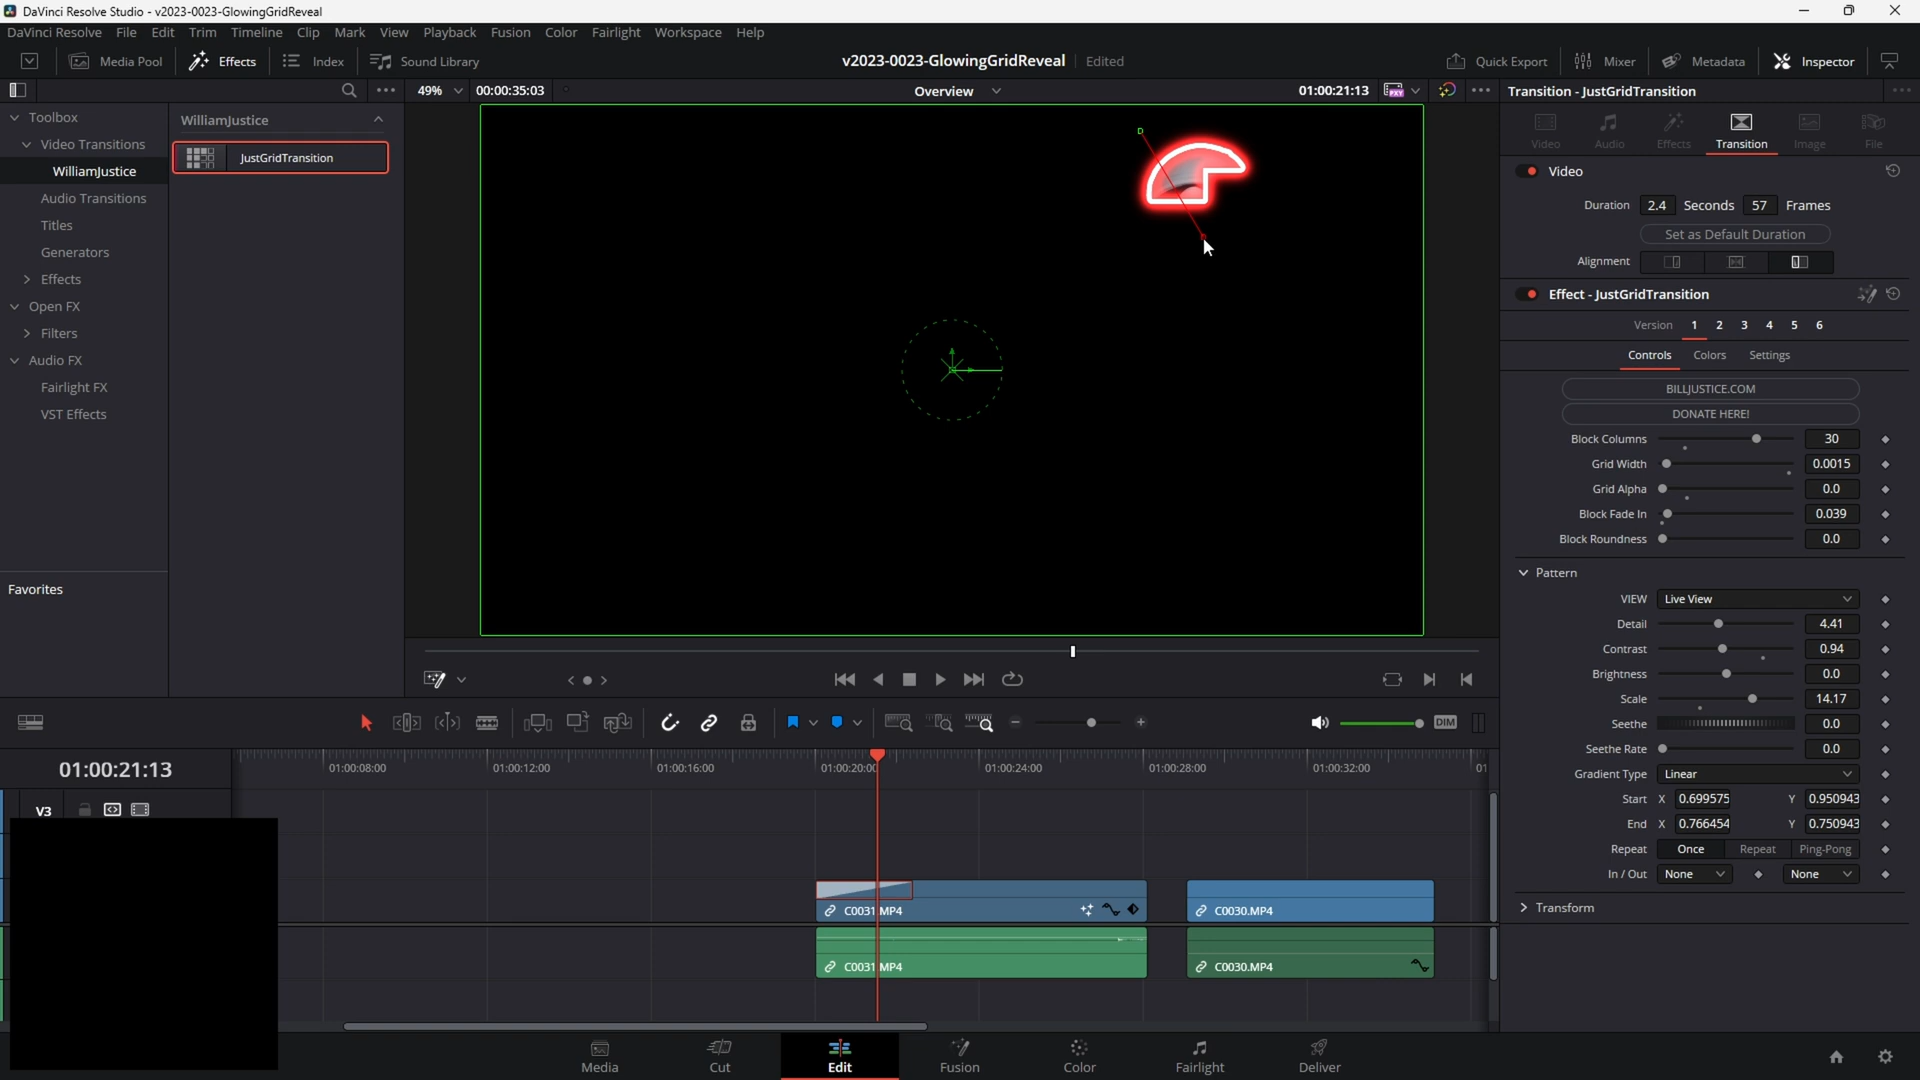 DaVinci Resolve Studio - v2023-0023-GlowingGridReveal
DaVinci Resolve File Edit Trim Timeline Clip Mark View Playback Fusion Color Fairlight Workspace Help
Media Pool Effects Index Sound Library v2023-0023-GlowingGridReveal Edited Quick Export Mixer Metadata Inspector
49% 00:00:35:03 Overview 01:00:21:13 PXY Transition - JustGridTransition
Toolbox
Video Transitions
WilliamJustice
Audio Transitions
Titles
Generators
Effects
Open FX
Filters
Audio FX
Fairlight FX
VST Effects
Favorites
WilliamJustice
JustGridTransition
Video Audio Effects Transition Image File
Video
Duration 2.4 Seconds 57 Frames
Set as Default Duration
Alignment
Effect - JustGridTransition
Version 1 2 3 4 5 6
Controls Colors Settings
BILLJUSTICE.COM
DONATE HERE!
Block Columns 30
Grid Width 0.0015
Grid Alpha 0.0
Block Fade In 0.039
Block Roundness 0.0
Pattern
VIEW Live View
Detail 4.41
Contrast 0.94
Brightness 0.0
Scale 14.17
Seethe 0.0
Seethe Rate 0.0
Gradient Type Linear
Start X 0.699575 Y 0.950943
End X 0.766454 Y 0.750943
Repeat Once Repeat Ping-Pong
In / Out None None
Transform
DIM
01:00:21:13
01:00:08:00 01:00:12:00 01:00:16:00 01:00:20:00 01:00:24:00 01:00:28:00 01:00:32:00 01
V3
C0031.MP4 C0030.MP4
C0031.MP4 C0030.MP4
Media Cut Edit Fusion Color Fairlight Deliver